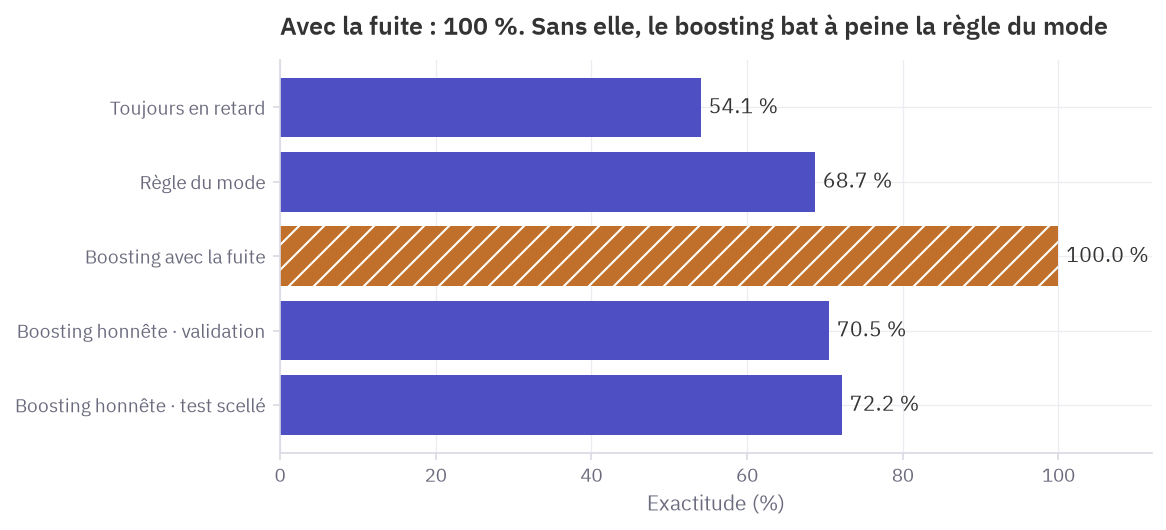 Avec la fuite : 100 %. Sans elle, le boosting bat à peine la règle du mode
Toujours en retard
54.1 %
Règle du mode
68.7 %
Boosting avec la fuite
100.0 %
Boosting honnête · validation
70.5 %
Boosting honnête · test scellé
72.2 %
0 20 40 60 80 100
Exactitude (%)